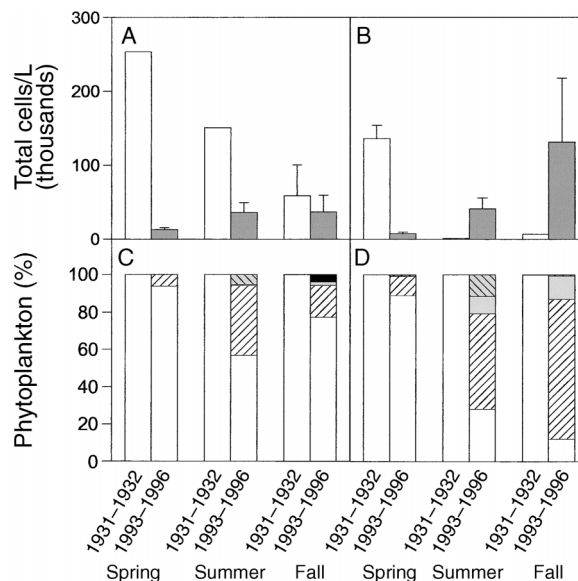 300
200
100
0
Total cells/L
(thousands)
A
B
100
80
60
40
20
0
Phytoplankton (%)
C
D
1931–1932
1993–1996
1931–1932
1993–1996
1931–1932
1993–1996
1931–1932
1993–1996
1931–1932
1993–1996
1931–1932
1993–1996
Spring Summer Fall Spring Summer Fall